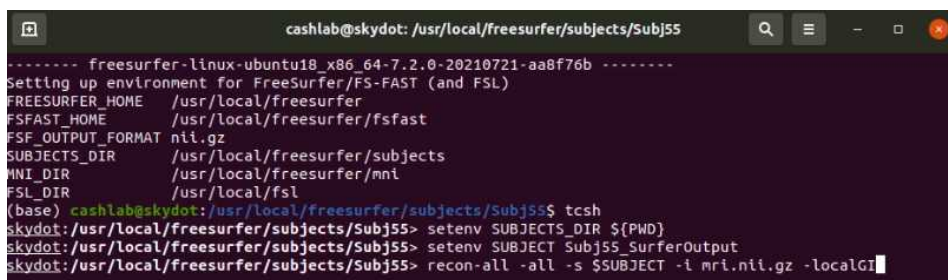 cashlab@skydot: /usr/local/freesurfer/subjects/Subj55
-------- freesurfer-linux-ubuntu18_x86_64-7.2.0-20210721-aa8f76b --------
Setting up environment for FreeSurfer/FS-FAST (and FSL)
FREESURFER_HOME   /usr/local/freesurfer
FSFAST_HOME       /usr/local/freesurfer/fsfast
FSF_OUTPUT_FORMAT nii.gz
SUBJECTS_DIR      /usr/local/freesurfer/subjects
MNI_DIR           /usr/local/freesurfer/mni
FSL_DIR           /usr/local/fsl
(base) cashlab@skydot:/usr/local/freesurfer/subjects/Subj55$ tcsh
skydot:/usr/local/freesurfer/subjects/Subj55> setenv SUBJECTS_DIR ${PWD}
skydot:/usr/local/freesurfer/subjects/Subj55> setenv SUBJECT Subj55_SurferOutput
skydot:/usr/local/freesurfer/subjects/Subj55> recon-all -all -s $SUBJECT -i mri.nii.gz -localGI